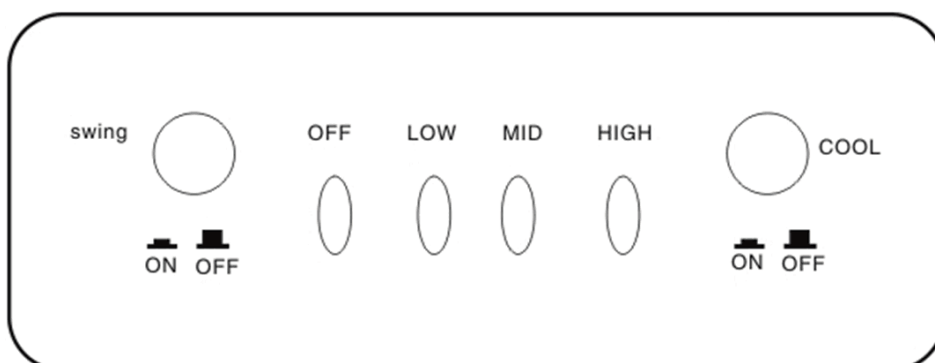 swing
OFF LOW MID HIGH
COOL
ON OFF
ON OFF